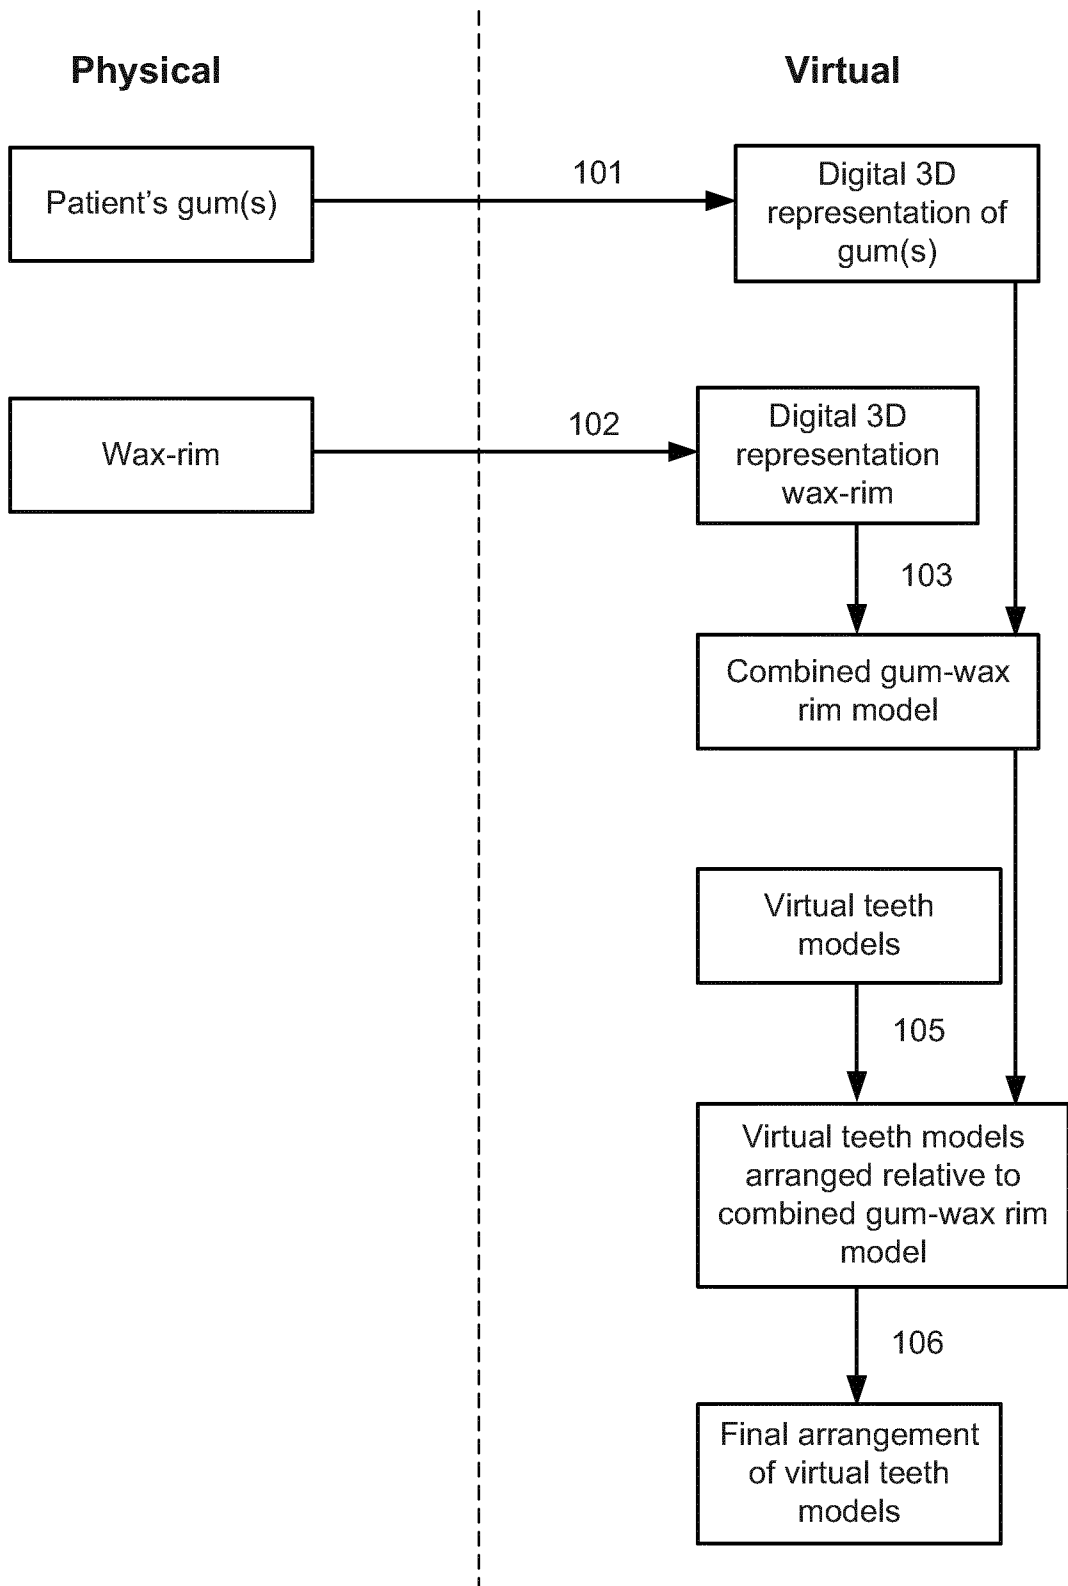 Physical
Virtual
Patient's gum(s)
101
Digital 3D
representation of
gum(s)
Wax-rim
102
Digital 3D
representation
wax-rim
103
Combined gum-wax
rim model
Virtual teeth
models
105
Virtual teeth models
arranged relative to
combined gum-wax rim
model
106
Final arrangement
of virtual teeth
models